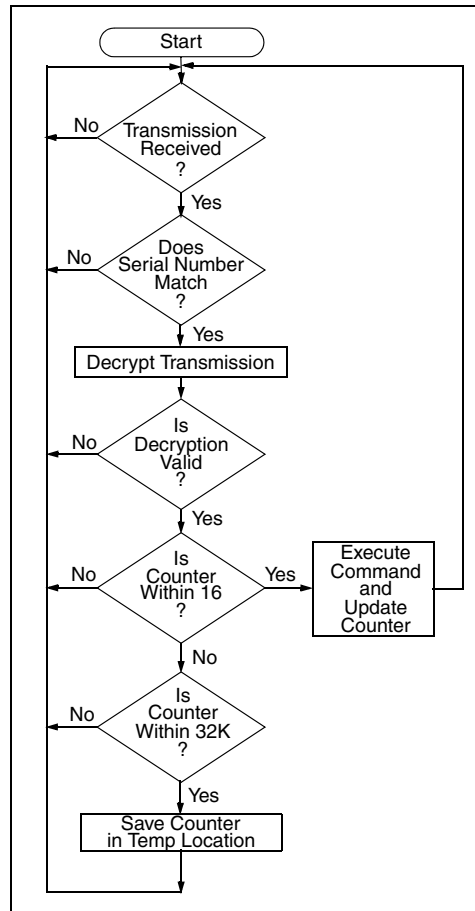 Start
No
Transmission
Received
?
Yes
No
Does
Serial Number
Match
?
Yes
Decrypt Transmission
No
Is
Decryption
Valid
?
Yes
No
Is
Counter
Within 16
?
Yes
Execute
Command
and
Update
Counter
No
No
Is
Counter
Within 32K
?
Yes
Save Counter
in Temp Location